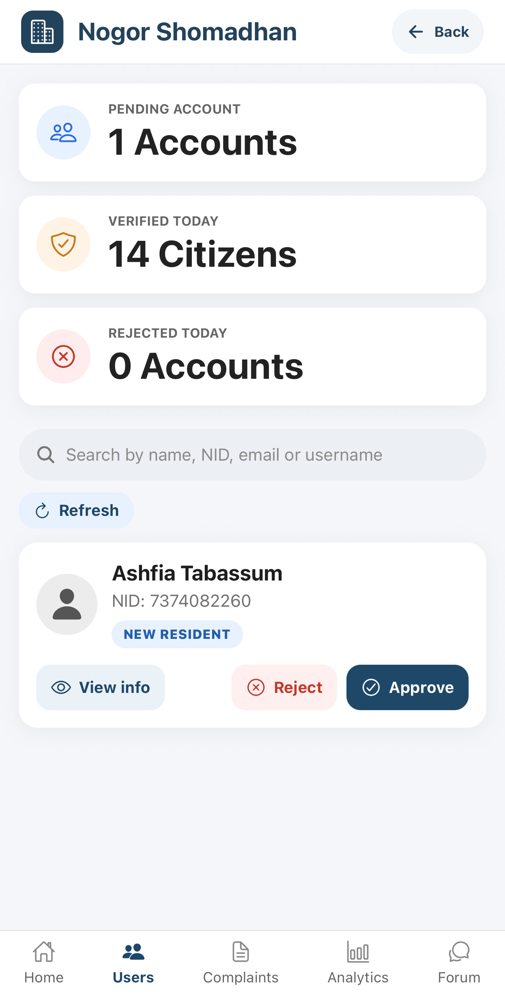 Nogor Shomadhan
Back
PENDING ACCOUNT
1 Accounts
VERIFIED TODAY
14 Citizens
REJECTED TODAY
0 Accounts
Search by name, NID, email or username
Refresh
Ashfia Tabassum
NID: 7374082260
NEW RESIDENT
View info
Reject
Approve
Home
Users
Complaints
Analytics
Forum